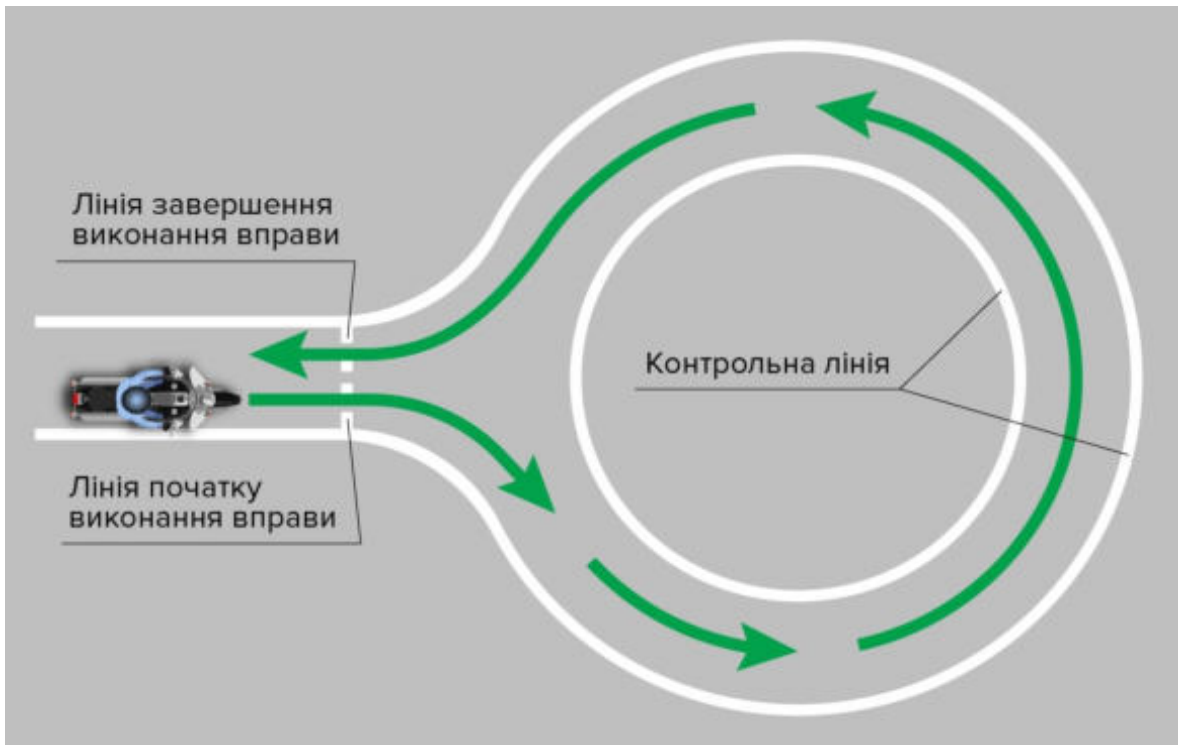 Лінія завершення
виконання вправи
Контрольна лінія
Лінія початку
виконання вправи